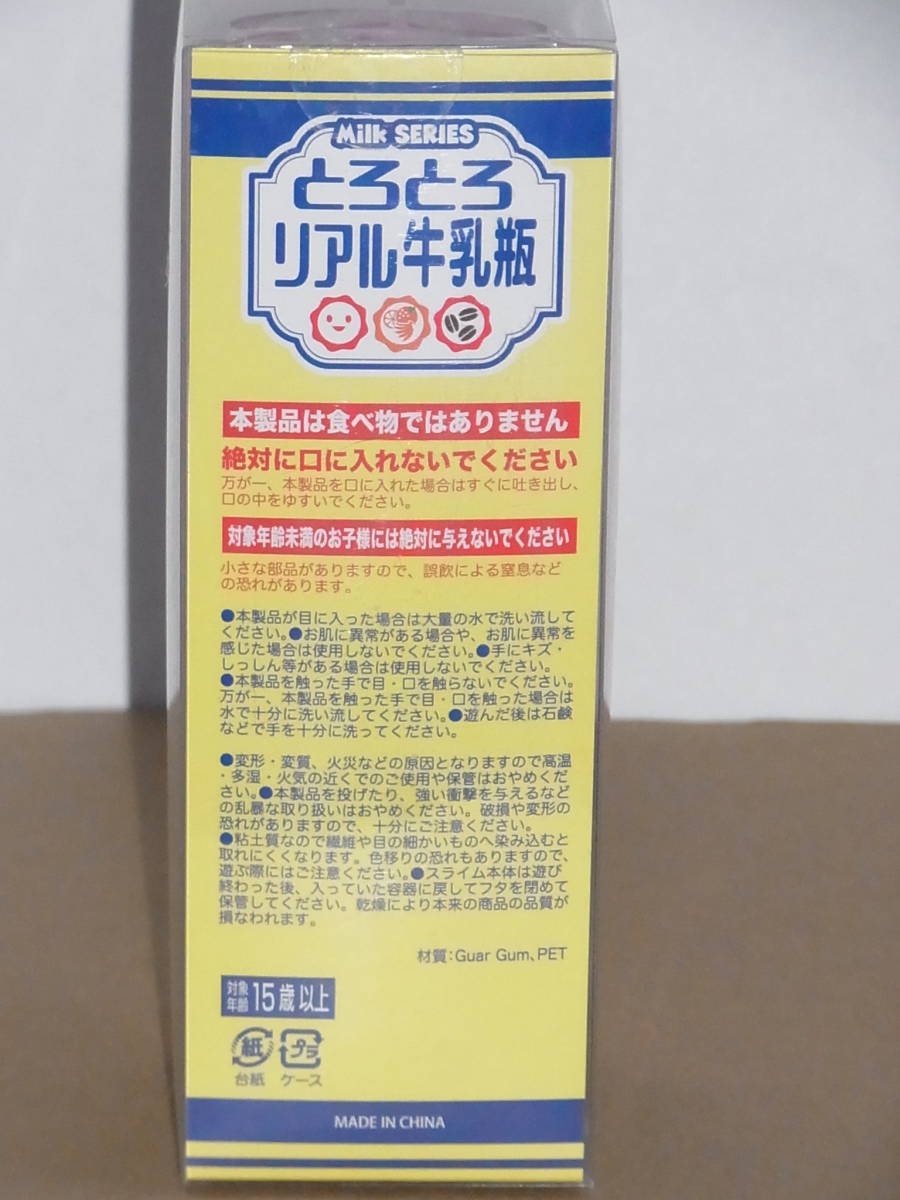 Milk SERIES
とろとろ
リアル牛乳瓶
本製品は食べ物ではありません
絶対に口に入れないでください
万が一、本製品を口に入れた場合はすぐに吐き出し、
口の中をゆすいでください。
対象年齢未満のお子様には絶対に与えないでください
小さな部品がありますので、誤飲による窒息など
の恐れがあります。
●本製品が目に入った場合は大量の水で洗い流して
ください。●お肌に異常がある場合や、お肌に異常を
感じた場合は使用しないでください。●手にキズ・
しっしん等がある場合は使用しないでください。
●本製品を触った手で目・口を触らないでください。
万が一、本製品を触った手で目・口を触った場合は
水で十分に洗い流してください。●遊んだ後は石鹸
などで手を十分に洗ってください。
●変形・変質、火災などの原因となりますので高温
・多湿・火気の近くでのご使用や保管はおやめくだ
さい。●本製品を投げたり、強い衝撃を与えるなど
の乱暴な取り扱いはおやめください。破損や変形の
恐れがありますので、十分にご注意ください。
●粘土質なので繊維や目の細かいものへ染み込むと
取れにくくなります。色移りの恐れもありますので、
遊ぶ際にはご注意ください。●スライム本体は遊び
終わった後、入っていた容器に戻してフタを閉めて
保管してください。乾燥により本来の商品の品質が
損なわれます。
材質:Guar Gum、PET
対象年齢 15歳以上
紙 プラ
台紙 ケース
MADE IN CHINA